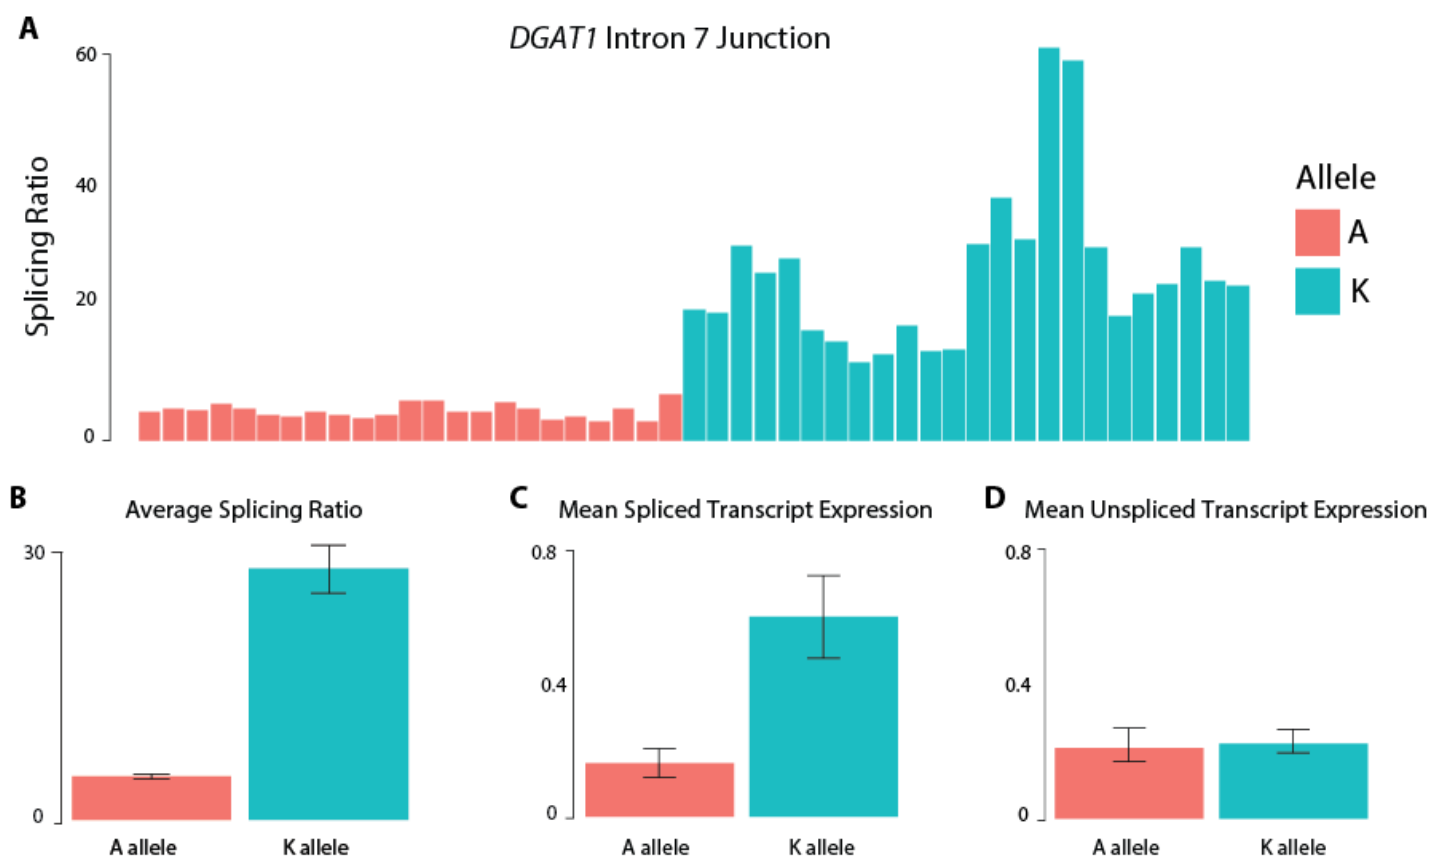 A
DGAT1 Intron 7 Junction
60
40
20
0
Splicing Ratio
Allele
A
K
B
Average Splicing Ratio
30
0
A allele
K allele
C
Mean Spliced Transcript Expression
0.8
0.4
0
A allele
K allele
D
Mean Unspliced Transcript Expression
0.8
0.4
0
A allele
K allele